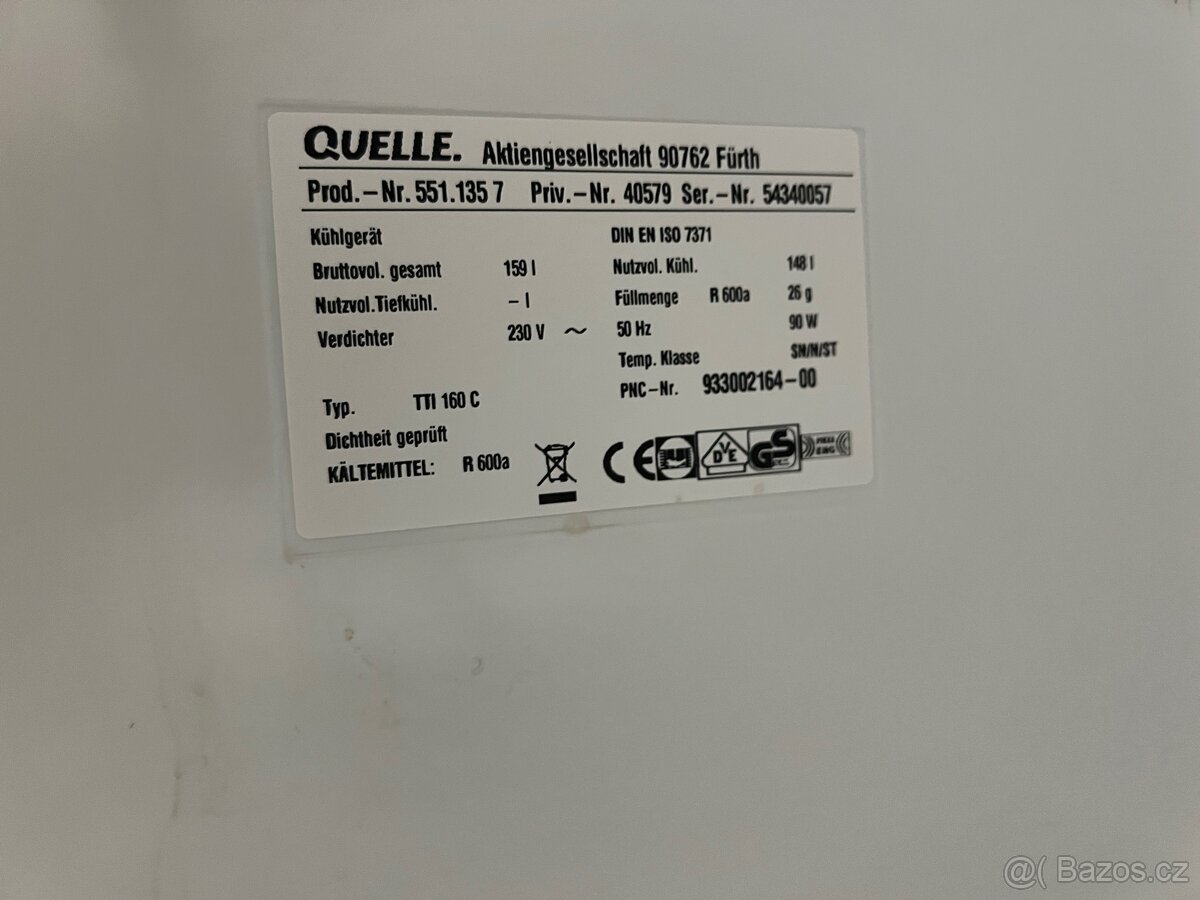 QUELLE. Aktiengesellschaft 90762 Fürth
Prod.-Nr. 551.135 7 Priv.-Nr. 40579 Ser.-Nr. 54340057
Kühlgerät DIN EN ISO 7371
Bruttovol. gesamt 159 l Nutzvol. Kühl. 148 l
Nutzvol.Tiefkühl. - l Füllmenge R 600a 26 g
Verdichter 230 V ~ 50 Hz 90 W
Temp. Klasse SN/N/ST
Typ. TTI 160 C PNC-Nr. 933002164-00
Dichtheit geprüft
KÄLTEMITTEL: R 600a CE DVE GS
@( Bazos.cz